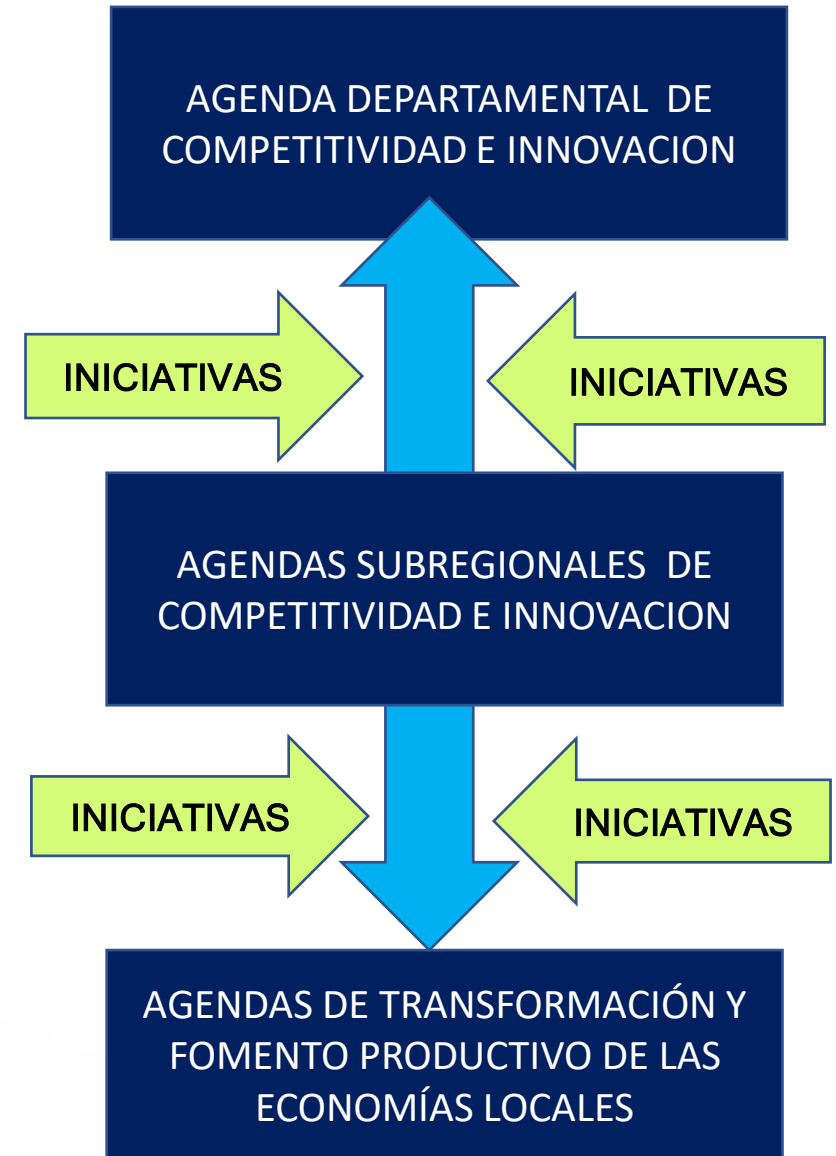 AGENDA DEPARTAMENTAL DE
COMPETITIVIDAD E INNOVACION
INICIATIVAS
INICIATIVAS
AGENDAS SUBREGIONALES DE
COMPETITIVIDAD E INNOVACION
INICIATIVAS
INICIATIVAS
AGENDAS DE TRANSFORMACIÓN Y
FOMENTO PRODUCTIVO DE LAS
ECONOMÍAS LOCALES